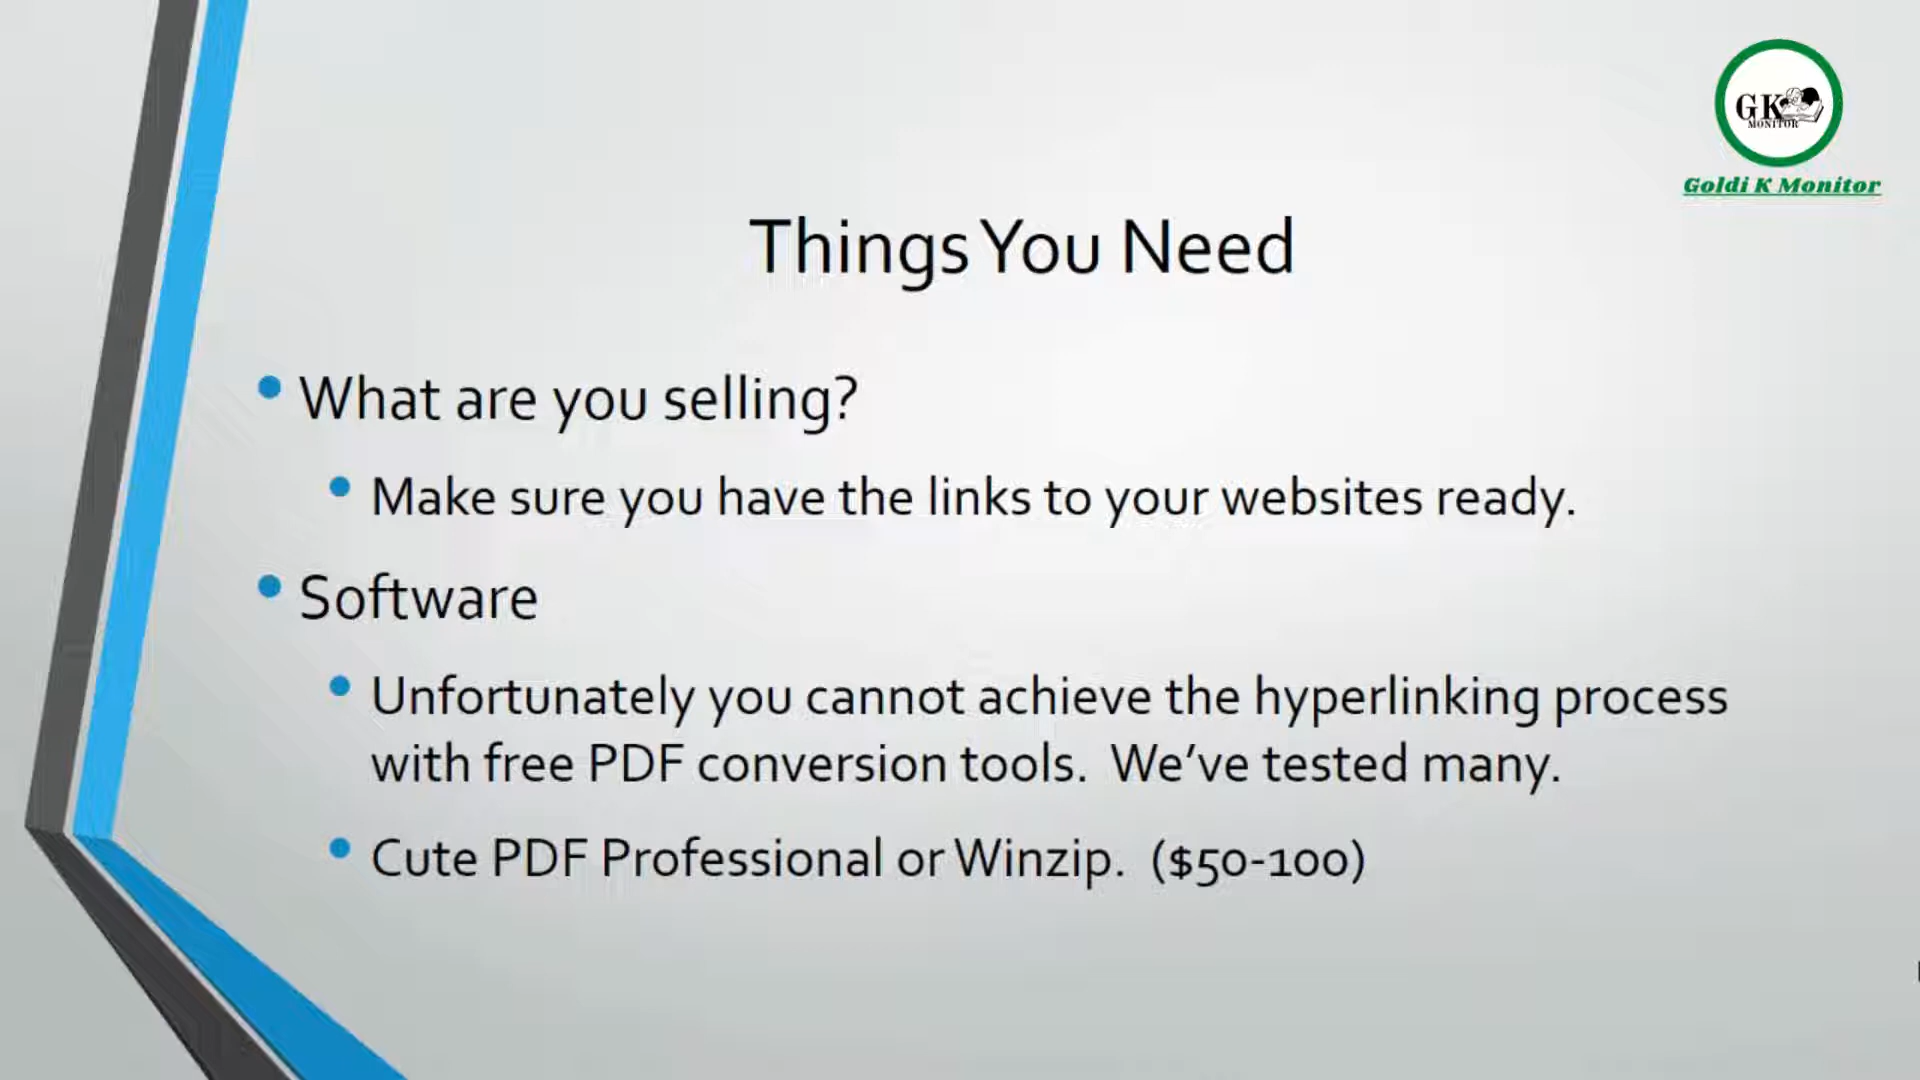 GK
MONITOR
Goldi K Monitor
Things You Need
• What are you selling?
• Make sure you have the links to your websites ready.
• Software
• Unfortunately you cannot achieve the hyperlinking process
with free PDF conversion tools.  We’ve tested many.
• Cute PDF Professional or Winzip.  ($50-100)